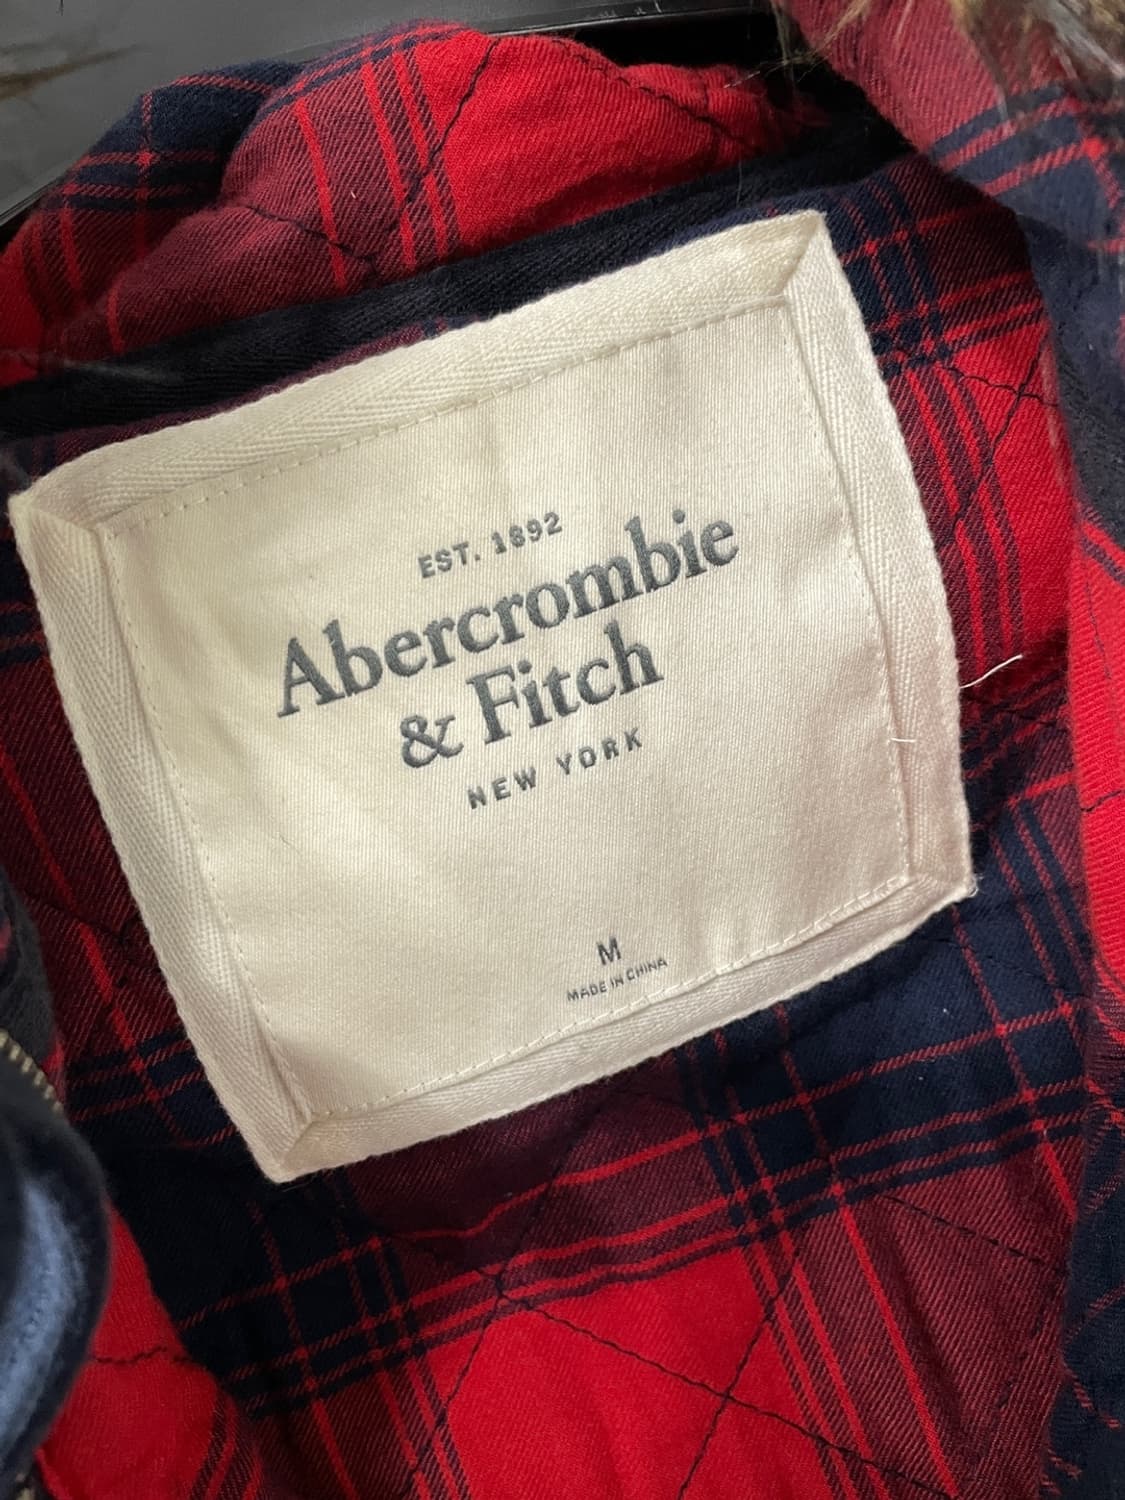 EST. 1892
Abercrombie
& Fitch
NEW YORK
M
MADE IN CHINA